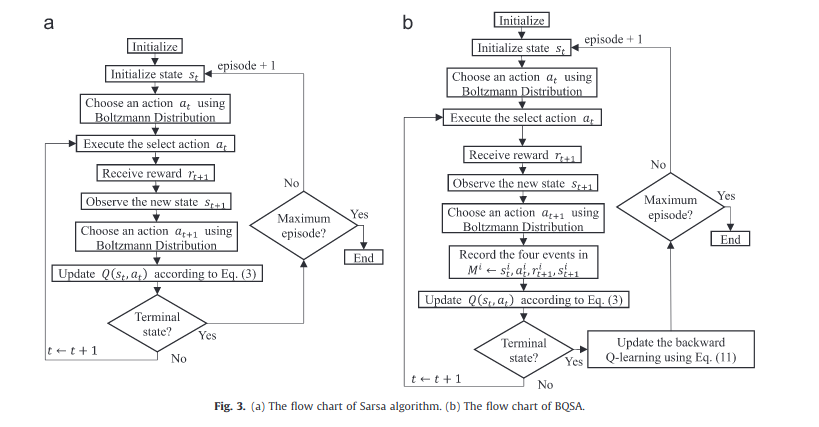 a
Initialize
episode + 1
Initialize state s_t
Choose an action a_t using
Boltzmann Distribution
Execute the select action a_t
Receive reward r_{t+1}
Observe the new state s_{t+1}
Choose an action a_{t+1} using
Boltzmann Distribution
Update Q(s_t, a_t) according to Eq. (3)
Terminal
state?
Yes
No
t ← t + 1
No
Maximum
episode?
Yes
End
b
Initialize
episode + 1
Initialize state s_t
Choose an action a_t using
Boltzmann Distribution
Execute the select action a_t
Receive reward r_{t+1}
Observe the new state s_{t+1}
Choose an action a_{t+1} using
Boltzmann Distribution
Record the four events in
M^i ← s_t^i, a_t^i, r_{t+1}^i, s_{t+1}^i
Update Q(s_t, a_t) according to Eq. (3)
Terminal
state?
Yes
No
t ← t + 1
Update the backward
Q-learning using Eq. (11)
No
Maximum
episode?
Yes
End
Fig. 3. (a) The flow chart of Sarsa algorithm. (b) The flow chart of BQSA.